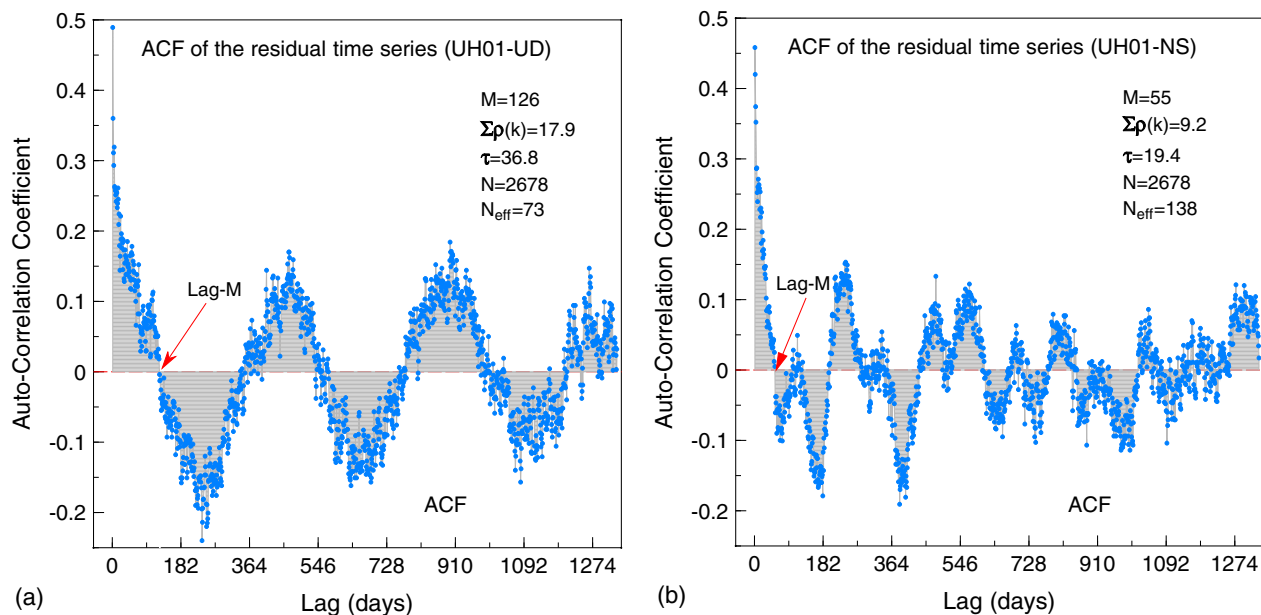 ACF of the residual time series (UH01-UD)
M=126
Σρ(k)=17.9
τ=36.8
N=2678
Neff=73
Lag-M
ACF
Auto-Correlation Coefficient
0.5
0.4
0.3
0.2
0.1
0
-0.1
-0.2
0 182 364 546 728 910 1092 1274
Lag (days)
(a)
ACF of the residual time series (UH01-NS)
M=55
Σρ(k)=9.2
τ=19.4
N=2678
Neff=138
Lag-M
ACF
Auto-Correlation Coefficient
0.5
0.4
0.3
0.2
0.1
0
-0.1
-0.2
0 182 364 546 728 910 1092 1274
Lag (days)
(b)